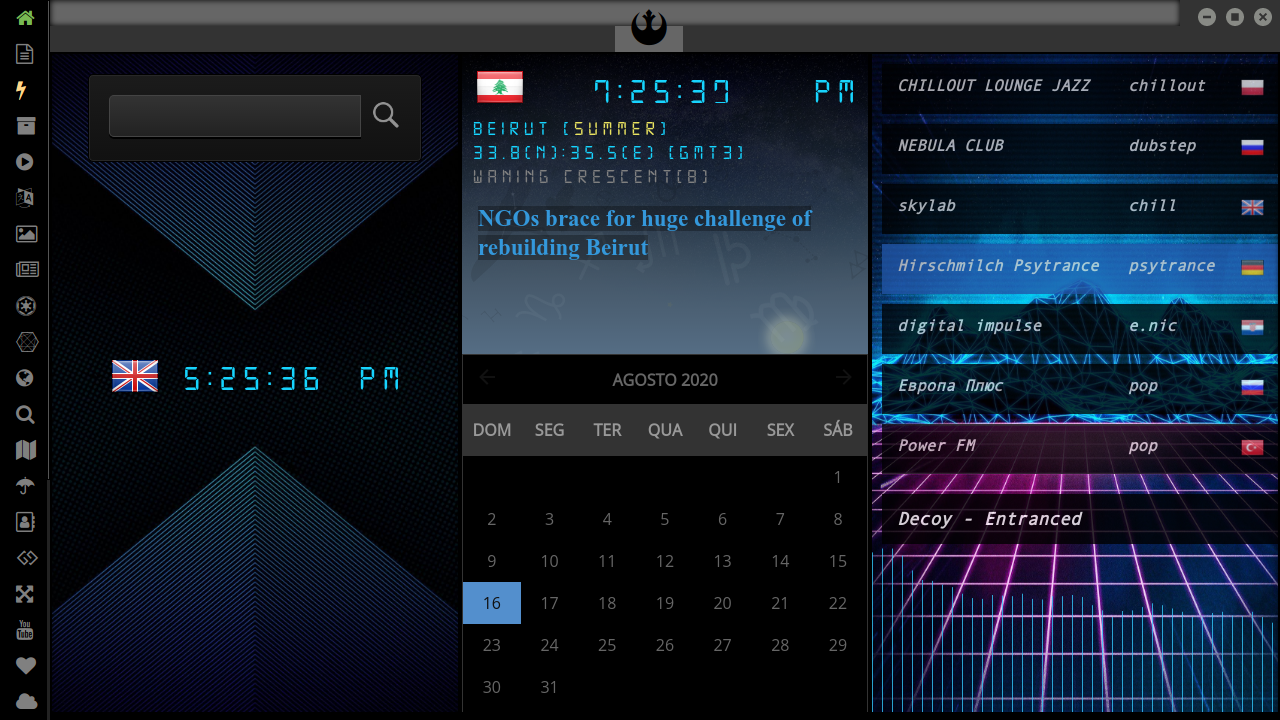 5:25:36 PM
7:25:37 PM
BEIRUT (SUMMER)
33.8(N):35.5(E) (GMT3)
WANING CRESCENT(8)
NGOs brace for huge challenge of
rebuilding Beirut
AGOSTO 2020
DOM SEG TER QUA QUI SEX SÁB
1
2 3 4 5 6 7 8
9 10 11 12 13 14 15
16 17 18 19 20 21 22
23 24 25 26 27 28 29
30 31
CHILLOUT LOUNGE JAZZ chillout
NEBULA CLUB dubstep
skylab chill
Hirschmilch Psytrance psytrance
digital impulse e.nic
Европа Плюс pop
Power FM pop
Decoy - Entranced
You
Tube